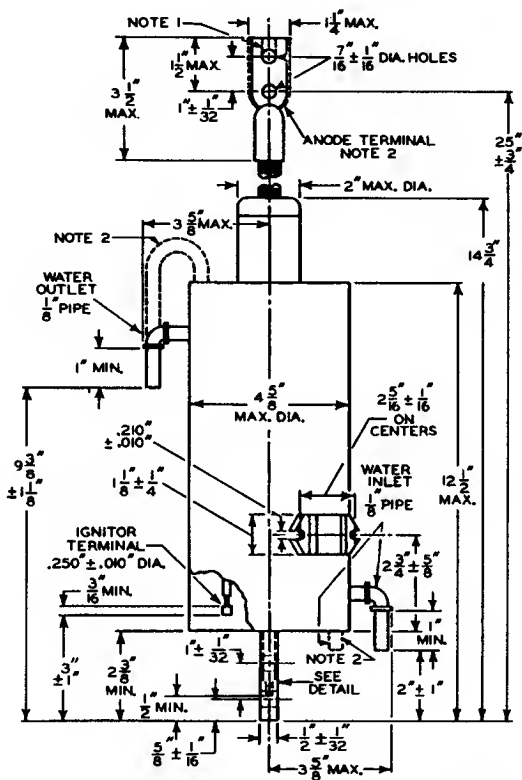 NOTE 1
1 1/4" MAX.
1 1/2" MAX.
7/16" ± 1/16" DIA. HOLES
3 1/2" MAX.
1" ± 1/32"
ANODE TERMINAL
NOTE 2
25" ± 3/4"
2" MAX. DIA.
3 5/8" MAX.
NOTE 2
14 3/4"
WATER
OUTLET
1/8" PIPE
1" MIN.
4 5/8"
MAX. DIA.
2 5/16" ± 1/16"
ON
CENTERS
.210"
± .010"
9 3/8"
± 1 1/8"
1 1/8" ± 1/4"
WATER
INLET
1/8" PIPE
12 1/2"
MAX.
IGNITOR
TERMINAL
.250" ± .010" DIA.
2 3/4" ± 5/8"
3/16" MIN.
3"
± 1"
2 3/8"
MIN.
1" ± 1/32"
NOTE 2
1"
MIN.
SEE
DETAIL
2" ± 1"
1/2" MIN.
5/8" ± 1/16"
1/2" ± 1/32"
3 5/8" MAX.